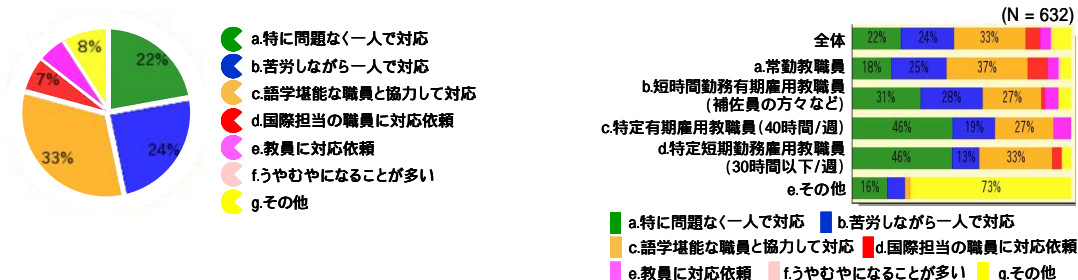 8%
22%
7%
33%
24%
a.特に問題なく一人で対応
b.苦労しながら一人で対応
c.語学堪能な職員と協力して対応
d.国際担当の職員に対応依頼
e.教員に対応依頼
f.うやむやになることが多い
g.その他
(N = 632)
全体 22% 24% 33%
a.常勤教職員 18% 25% 37%
b.短時間勤務有期雇用教職員
(補佐員の方々など) 31% 28% 27%
c.特定有期雇用教職員(40時間/週) 46% 19% 27%
d.特定短期勤務雇用教職員
(30時間以下/週) 46% 13% 33%
e.その他 16% 73%
a.特に問題なく一人で対応 b.苦労しながら一人で対応
c.語学堪能な職員と協力して対応 d.国際担当の職員に対応依頼
e.教員に対応依頼 f.うやむやになることが多い g.その他